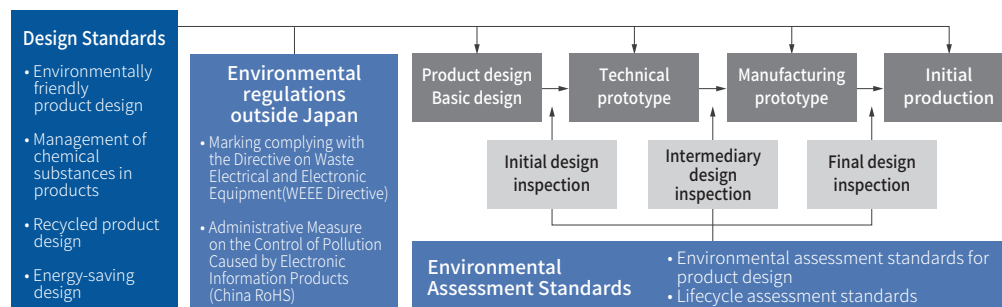 Design Standards
• Environmentally
friendly
product design
• Management of
chemical
substances in
products
• Recycled product
design
• Energy-saving
design
Environmental
regulations
outside Japan
• Marking complying with
the Directive on Waste
Electrical and Electronic
Equipment(WEEE Directive)
• Administrative Measure
on the Control of Pollution
Caused by Electronic
Information Products
(China RoHS)
Product design
Basic design
Technical
prototype
Manufacturing
prototype
Initial
production
Initial design
inspection
Intermediary
design
inspection
Final design
inspection
Environmental
Assessment Standards
• Environmental assessment standards for
product design
• Lifecycle assessment standards